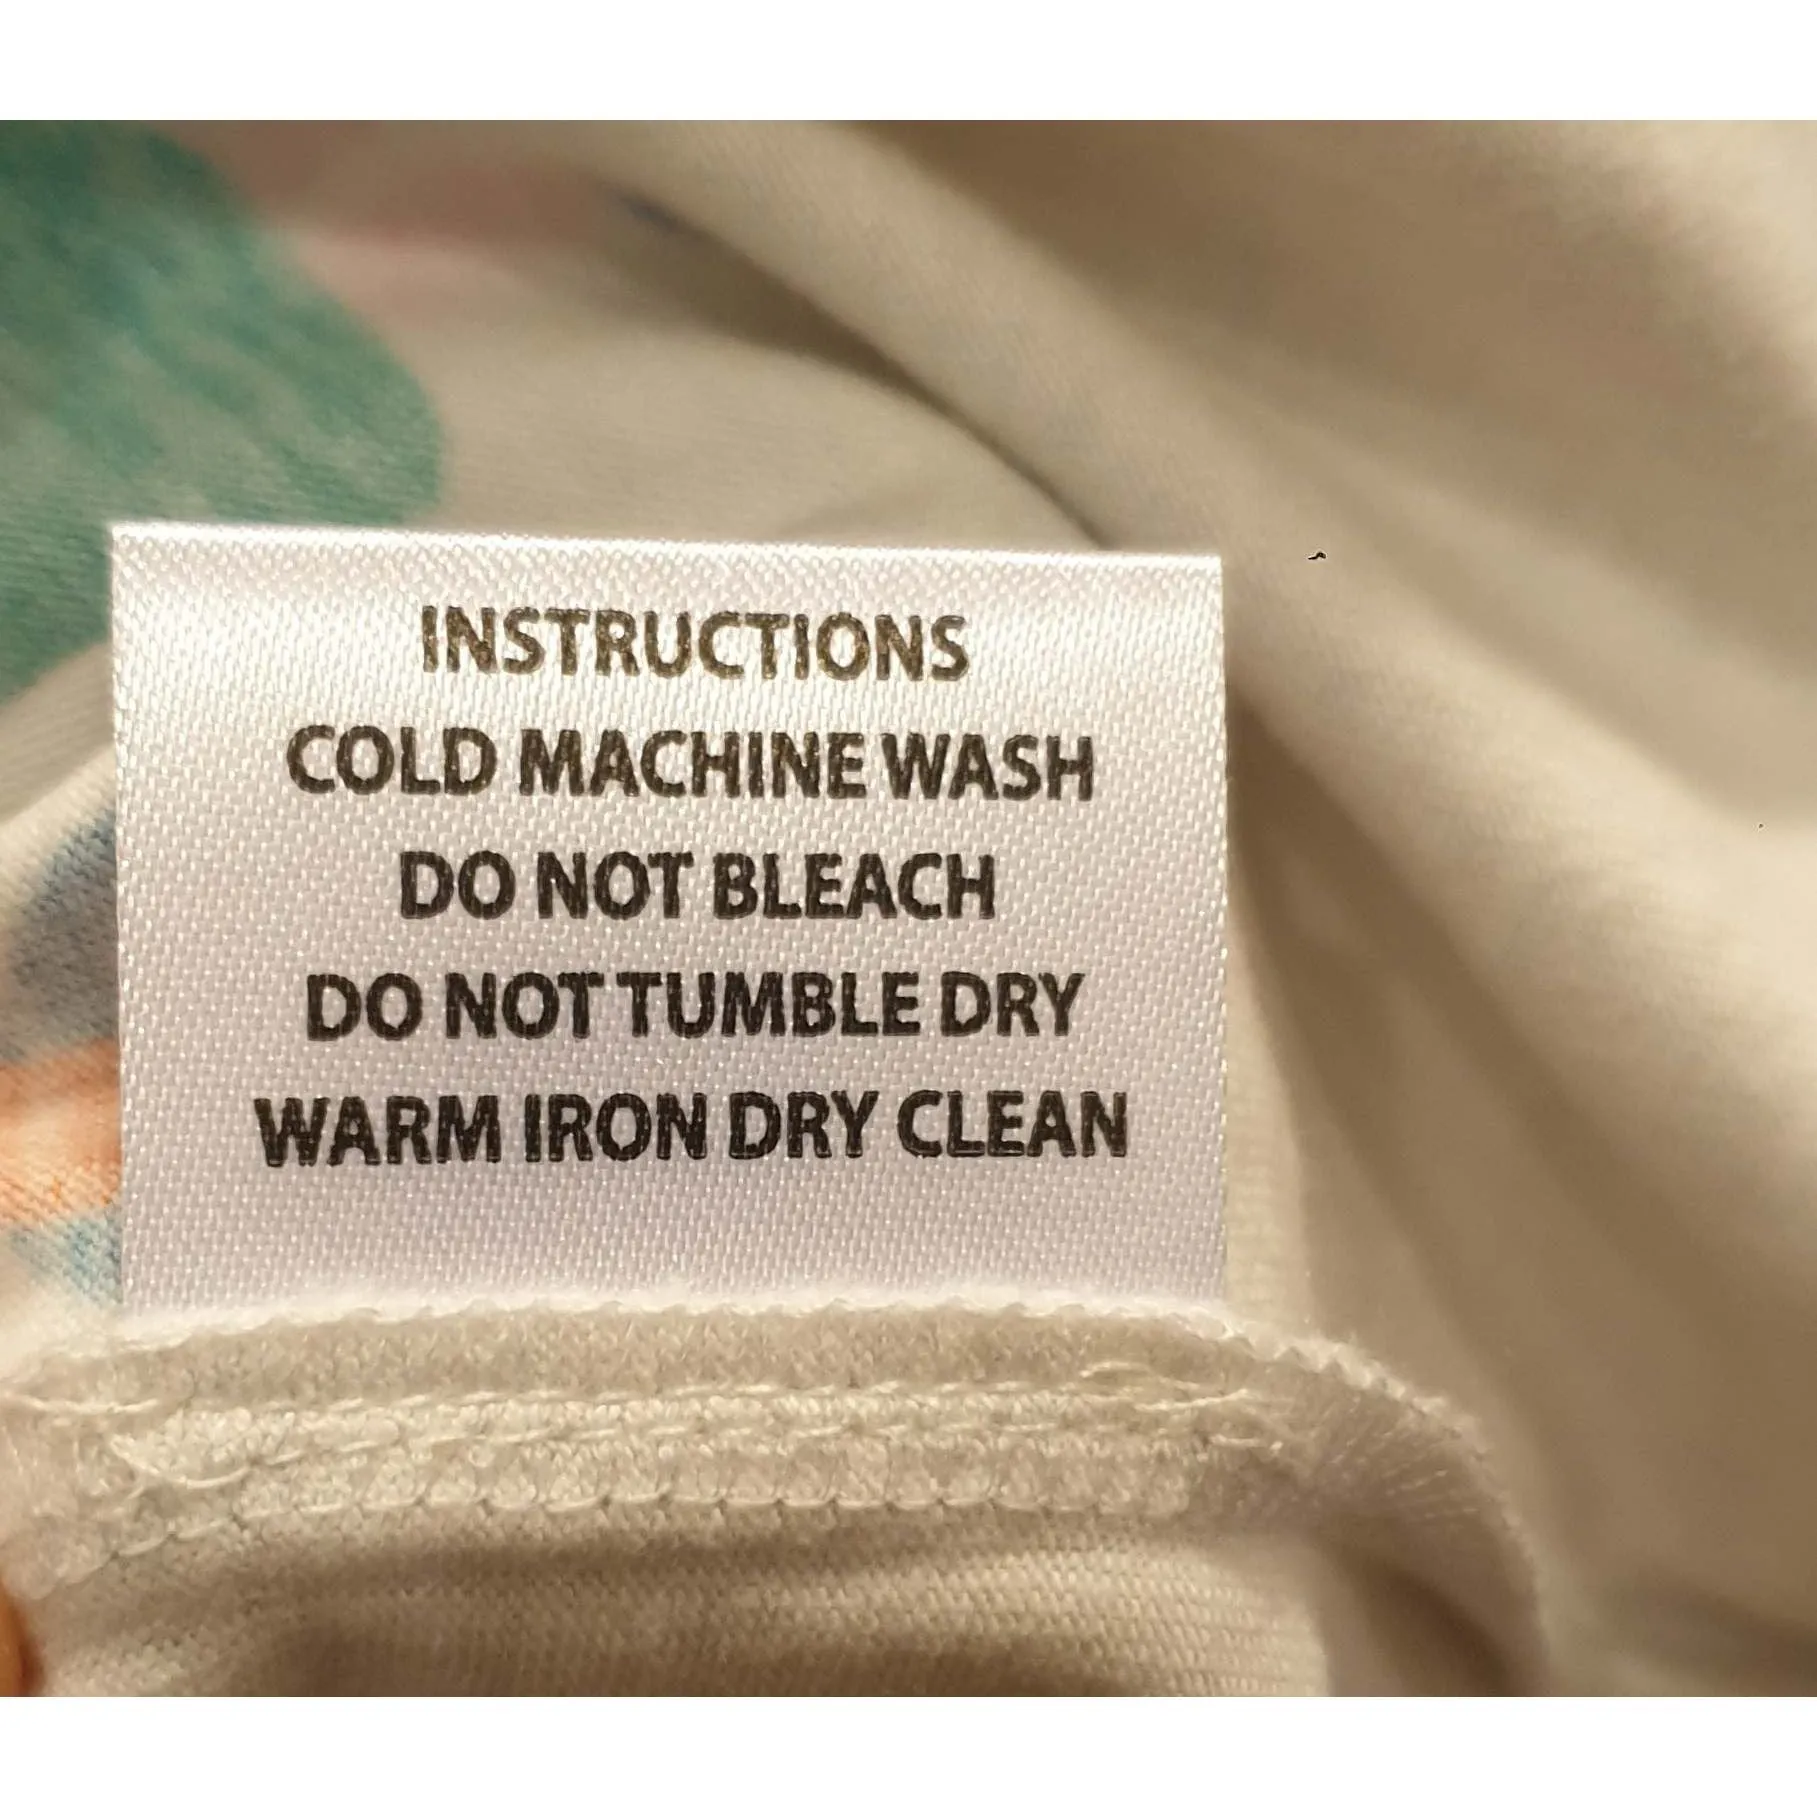 INSTRUCTIONS
COLD MACHINE WASH
DO NOT BLEACH
DO NOT TUMBLE DRY
WARM IRON DRY CLEAN